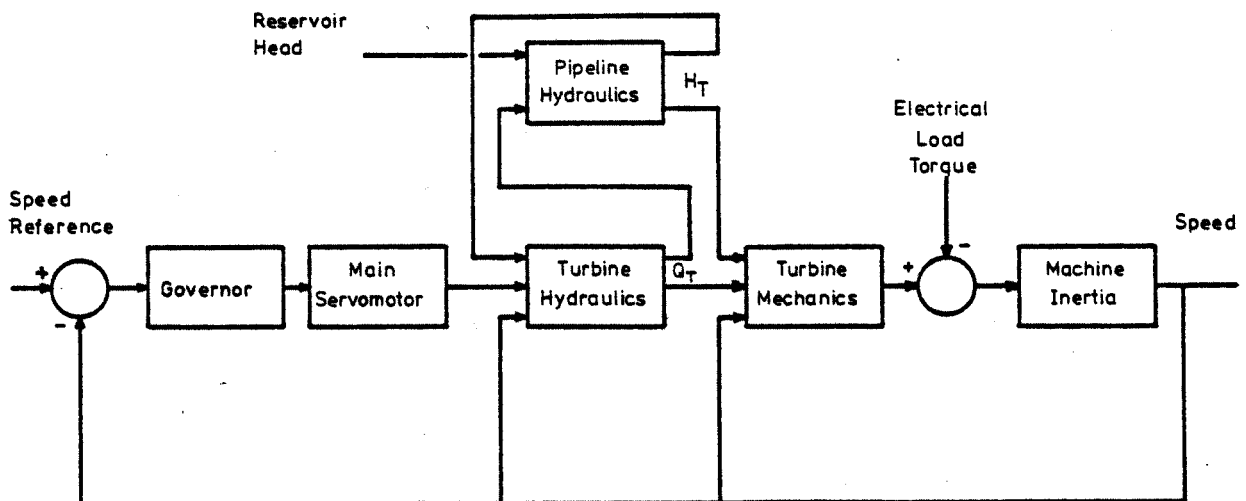 Reservoir
Head
Pipeline
Hydraulics
H_T
Electrical
Load
Torque
Speed
Reference
+
-
Governor
Main
Servomotor
Turbine
Hydraulics
Q_T
Turbine
Mechanics
+
-
Machine
Inertia
Speed